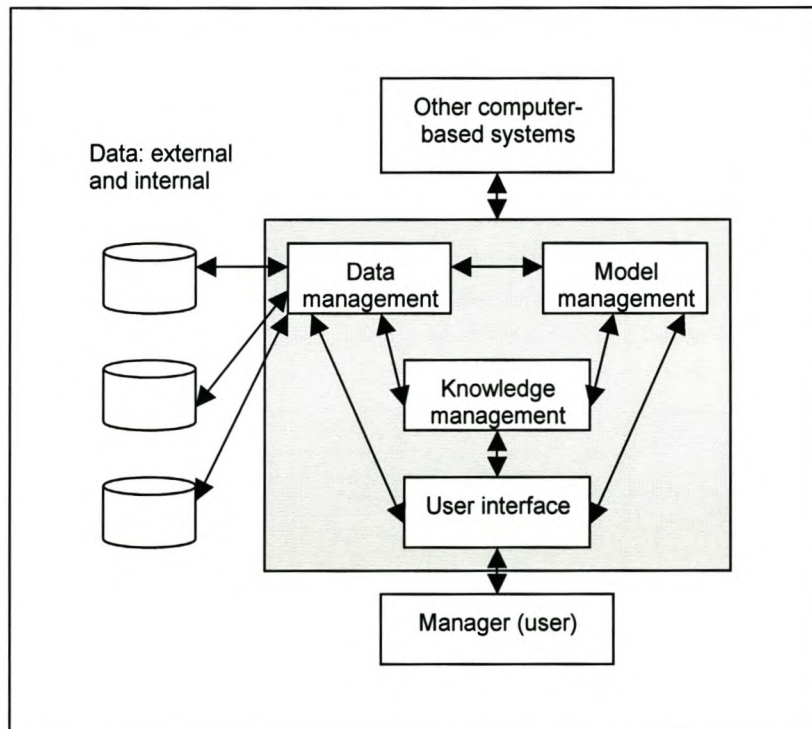 Other computer-
based systems
Data: external
and internal
Data
management
Model
management
Knowledge
management
User interface
Manager (user)